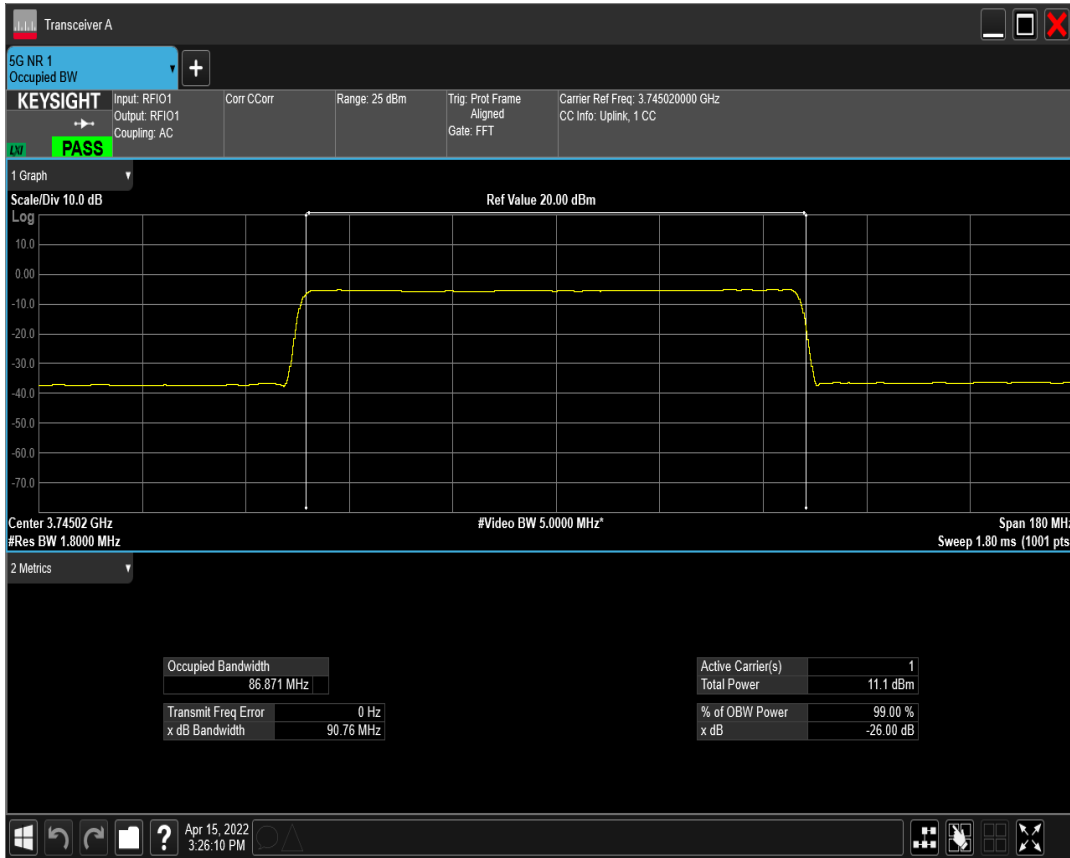 Transceiver A
5G NR 1
Occupied BW
KEYSIGHT
LXI
PASS
Input: RFIO1
Output: RFIO1
Coupling: AC
Corr CCorr
Range: 25 dBm
Trig: Prot Frame
Aligned
Gate: FFT
Carrier Ref Freq: 3.745020000 GHz
CC Info: Uplink, 1 CC
1 Graph
Scale/Div 10.0 dB
Ref Value 20.00 dBm
Log
10.0
0.00
-10.0
-20.0
-30.0
-40.0
-50.0
-60.0
-70.0
Center 3.74502 GHz
#Video BW 5.0000 MHz*
Span 180 MHz
#Res BW 1.8000 MHz
Sweep 1.80 ms (1001 pts
2 Metrics
Occupied Bandwidth
86.871 MHz
Transmit Freq Error 0 Hz
x dB Bandwidth 90.76 MHz
Active Carrier(s) 1
Total Power 11.1 dBm
% of OBW Power 99.00 %
x dB -26.00 dB
?
Apr 15, 2022
3:26:10 PM